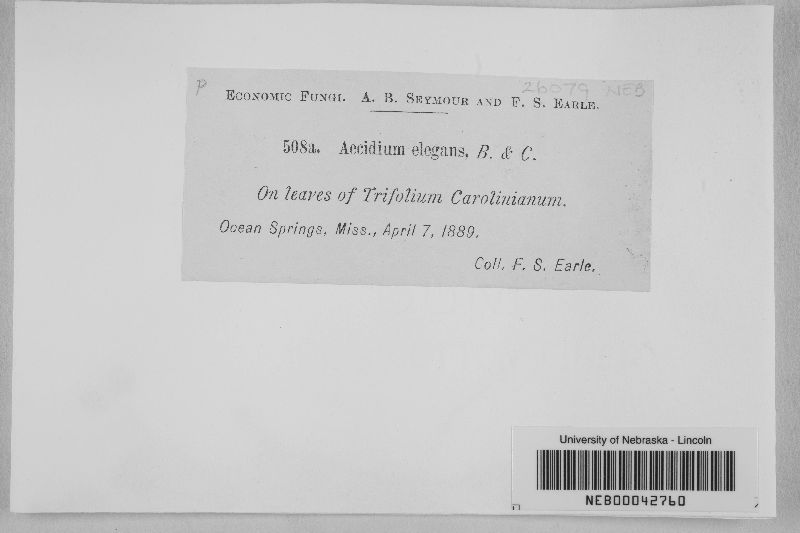 p
26079 NEB
Economic Fungi. A. B. Seymour and F. S. Earle.
508a. Aecidium elegans, B. & C.
On leaves of Trifolium Carolinianum.
Ocean Springs, Miss., April 7, 1889.
Coll. F. S. Earle.
University of Nebraska - Lincoln
NEB00042760